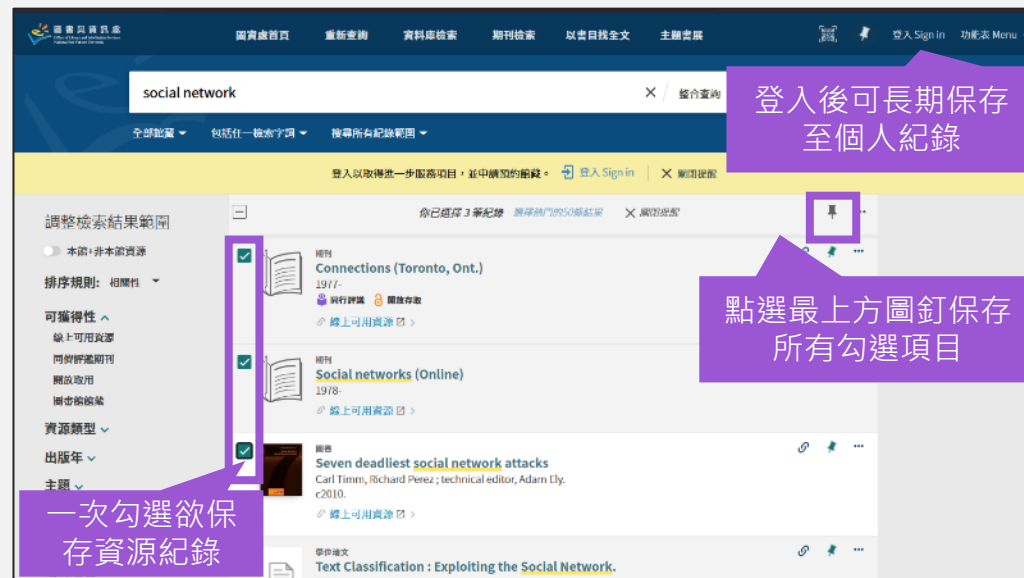 圖書與資訊處
圖資處首頁 重新查詢 資料庫檢索 期刊檢索 以書目找全文 主題書展 登入 Sign in 功能表 Menu
social network
整合查詢
登入後可長期保存
至個人紀錄
全部館藏 包括任一檢索字詞 搜尋所有紀錄範圍
登入以取得進一步服務項目，並申請預約館藏。 登入 Sign in 關閉提醒
調整檢索結果範圍
你已選擇 3 筆紀錄 選擇熱門的50個結果 關閉提醒
本館+非本館資源
排序規則: 相關性
可獲得性
線上可用資源
同儕評鑑期刊
開放取用
圖書館館藏
資源類型
出版年
主題
期刊
Connections (Toronto, Ont.)
1977-
同行評議 開放存取
線上可用資源
點選最上方圖釘保存
所有勾選項目
期刊
Social networks (Online)
1978-
線上可用資源
圖書
Seven deadliest social network attacks
Carl Timm, Richard Perez ; technical editor, Adam Ely.
c2010.
線上可用資源
一次勾選欲保
存資源紀錄
學位論文
Text Classification : Exploiting the Social Network.